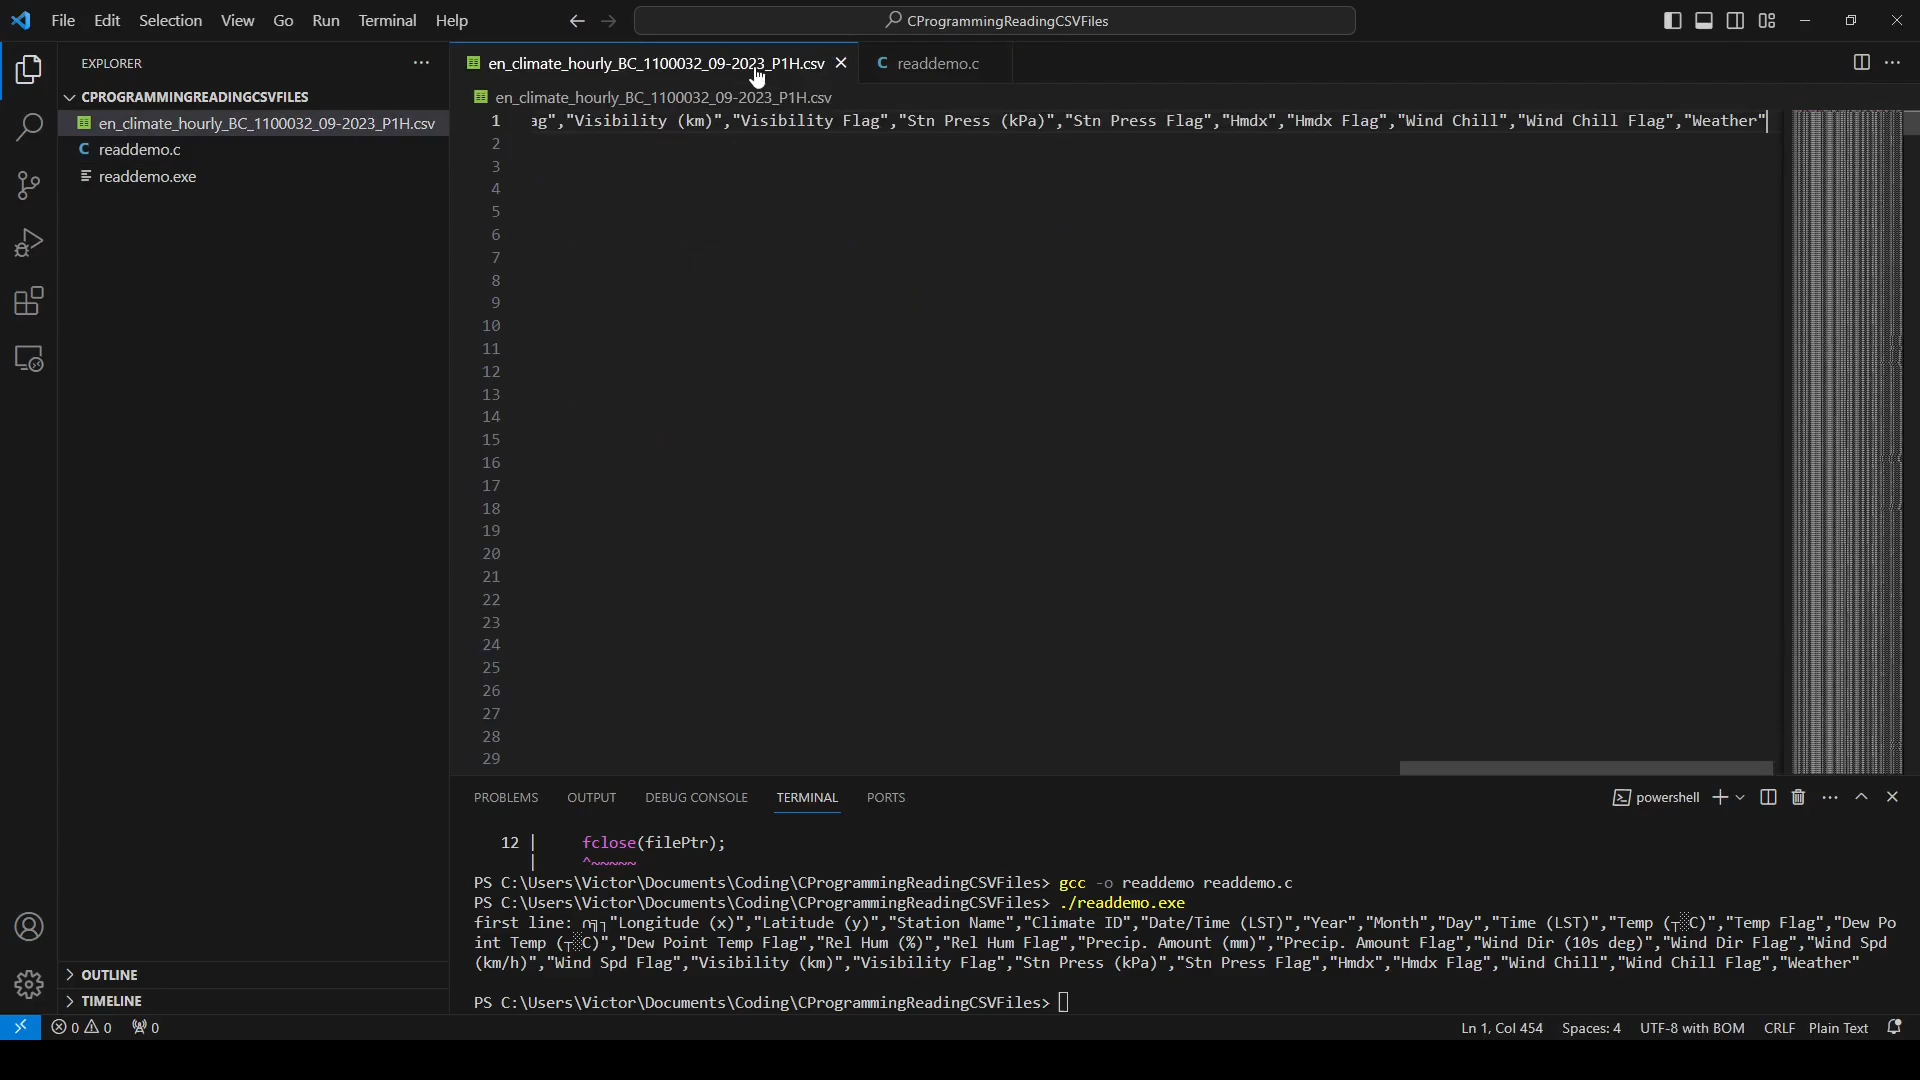 File Edit Selection View Go Run Terminal Help
CProgrammingReadingCSVFiles
EXPLORER
CPROGRAMMINGREADINGCSVFILES
en_climate_hourly_BC_1100032_09-2023_P1H.csv
readdemo.c
readdemo.exe
OUTLINE
TIMELINE
en_climate_hourly_BC_1100032_09-2023_P1H.csv
C readdemo.c
en_climate_hourly_BC_1100032_09-2023_P1H.csv
1 ag","Visibility (km)","Visibility Flag","Stn Press (kPa)","Stn Press Flag","Hmdx","Hmdx Flag","Wind Chill","Wind Chill Flag","Weather"
2
3
4
5
6
7
8
9
10
11
12
13
14
15
16
17
18
19
20
21
22
23
24
25
26
27
28
29
PROBLEMS OUTPUT DEBUG CONSOLE TERMINAL PORTS
powershell
12 | fclose(filePtr);
| ^~~~~~
PS C:\Users\Victor\Documents\Coding\CProgrammingReadingCSVFiles> gcc -o readdemo readdemo.c
PS C:\Users\Victor\Documents\Coding\CProgrammingReadingCSVFiles> ./readdemo.exe
first line: ∩╗┐"Longitude (x)","Latitude (y)","Station Name","Climate ID","Date/Time (LST)","Year","Month","Day","Time (LST)","Temp (┬░C)","Temp Flag","Dew Po
int Temp (┬░C)","Dew Point Temp Flag","Rel Hum (%)","Rel Hum Flag","Precip. Amount (mm)","Precip. Amount Flag","Wind Dir (10s deg)","Wind Dir Flag","Wind Spd
(km/h)","Wind Spd Flag","Visibility (km)","Visibility Flag","Stn Press (kPa)","Stn Press Flag","Hmdx","Hmdx Flag","Wind Chill","Wind Chill Flag","Weather"
PS C:\Users\Victor\Documents\Coding\CProgrammingReadingCSVFiles>
0 0 0 Ln 1, Col 454 Spaces: 4 UTF-8 with BOM CRLF Plain Text